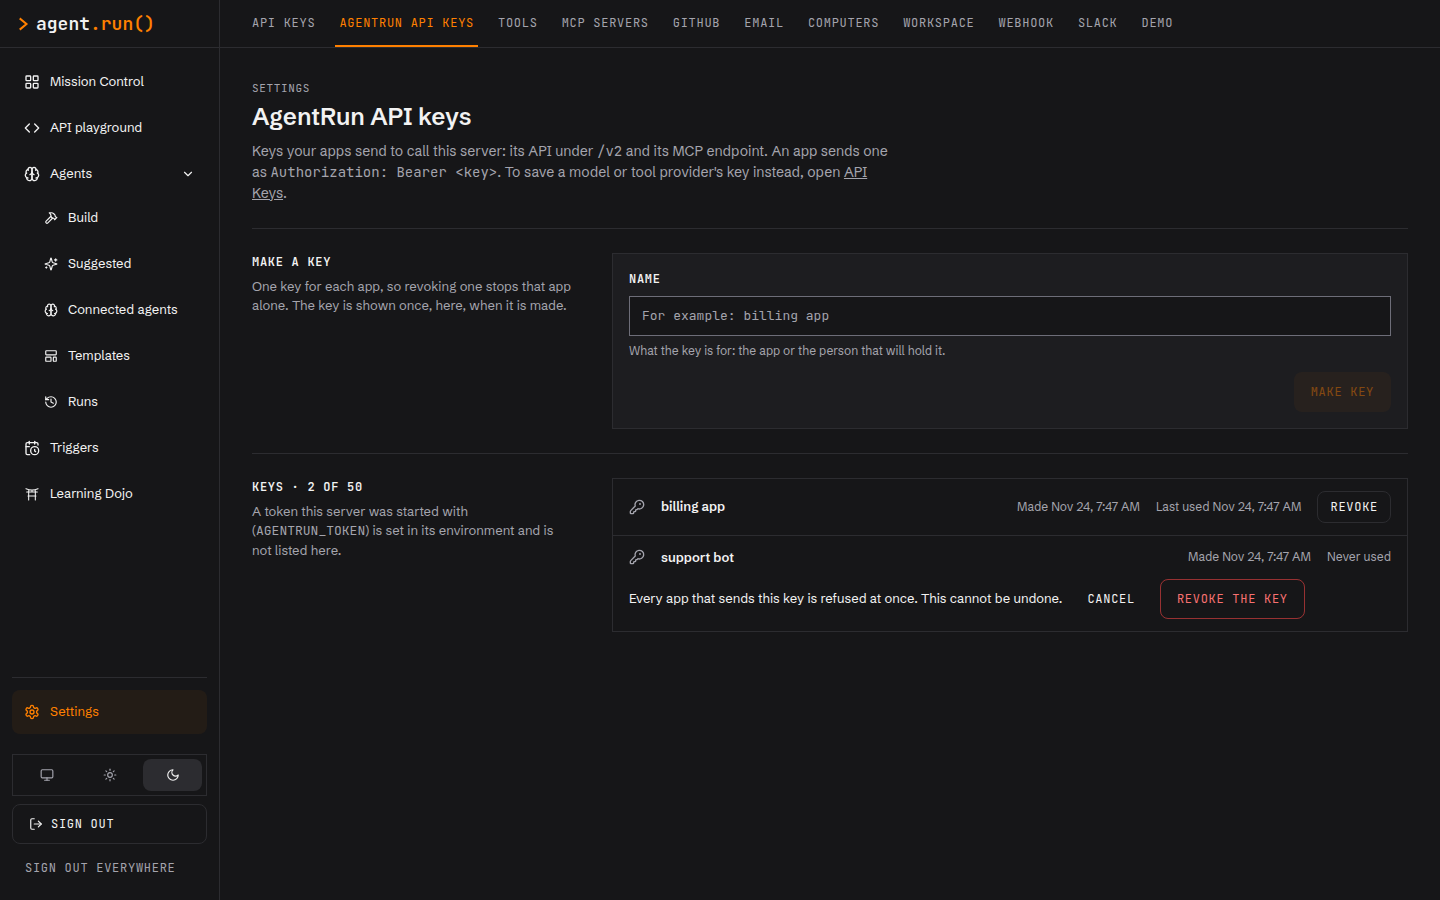 agent.run()
API KEYS
AGENTRUN API KEYS
TOOLS
MCP SERVERS
GITHUB
EMAIL
COMPUTERS
WORKSPACE
WEBHOOK
SLACK
DEMO
Mission Control
API playground
Agents
Build
Suggested
Connected agents
Templates
Runs
Triggers
Learning Dojo
Settings
SIGN OUT
SIGN OUT EVERYWHERE
SETTINGS
AgentRun API keys
Keys your apps send to call this server: its API under /v2 and its MCP endpoint. An app sends one
as Authorization: Bearer <key>. To save a model or tool provider's key instead, open API
Keys.
MAKE A KEY
One key for each app, so revoking one stops that app
alone. The key is shown once, here, when it is made.
NAME
For example: billing app
What the key is for: the app or the person that will hold it.
MAKE KEY
KEYS · 2 OF 50
A token this server was started with
(AGENTRUN_TOKEN) is set in its environment and is
not listed here.
billing app
Made Nov 24, 7:47 AM
Last used Nov 24, 7:47 AM
REVOKE
support bot
Made Nov 24, 7:47 AM
Never used
Every app that sends this key is refused at once. This cannot be undone.
CANCEL
REVOKE THE KEY